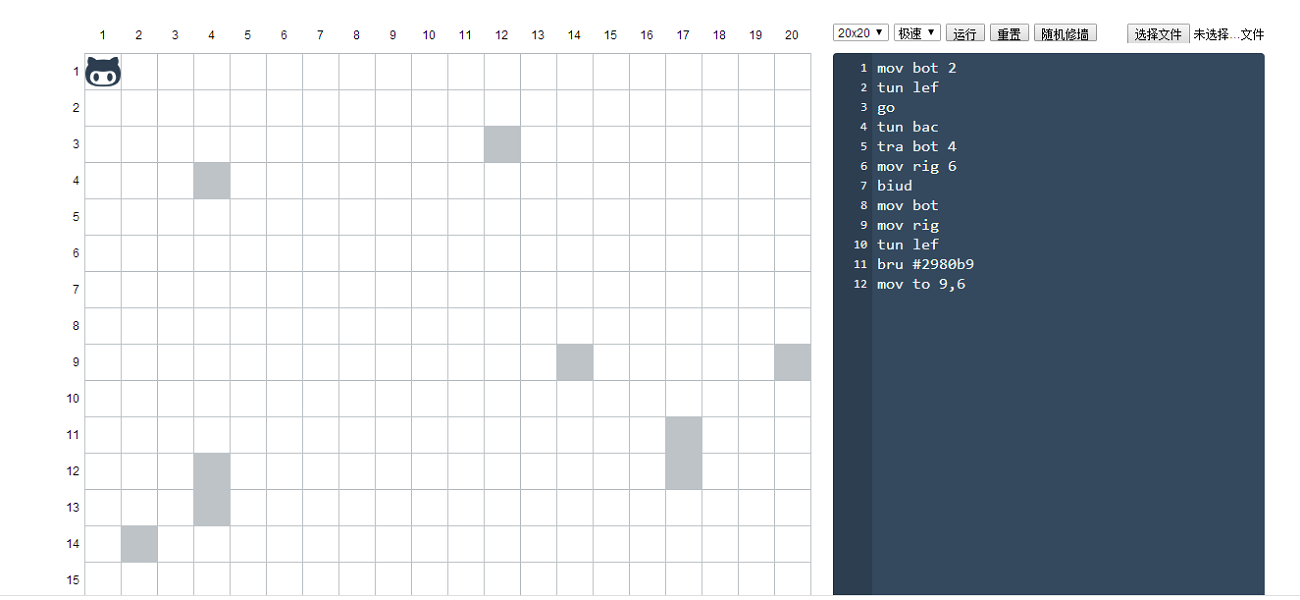 1 2 3 4 5 6 7 8 9 10 11 12 13 14 15 16 17 18 19 20
1
2
3
4
5
6
7
8
9
10
11
12
13
14
15
20x20 极速 运行 重置 随机修墙 选择文件 未选择...文件
1 mov bot 2
2 tun lef
3 go
4 tun bac
5 tra bot 4
6 mov rig 6
7 biud
8 mov bot
9 mov rig
10 tun lef
11 bru #2980b9
12 mov to 9,6